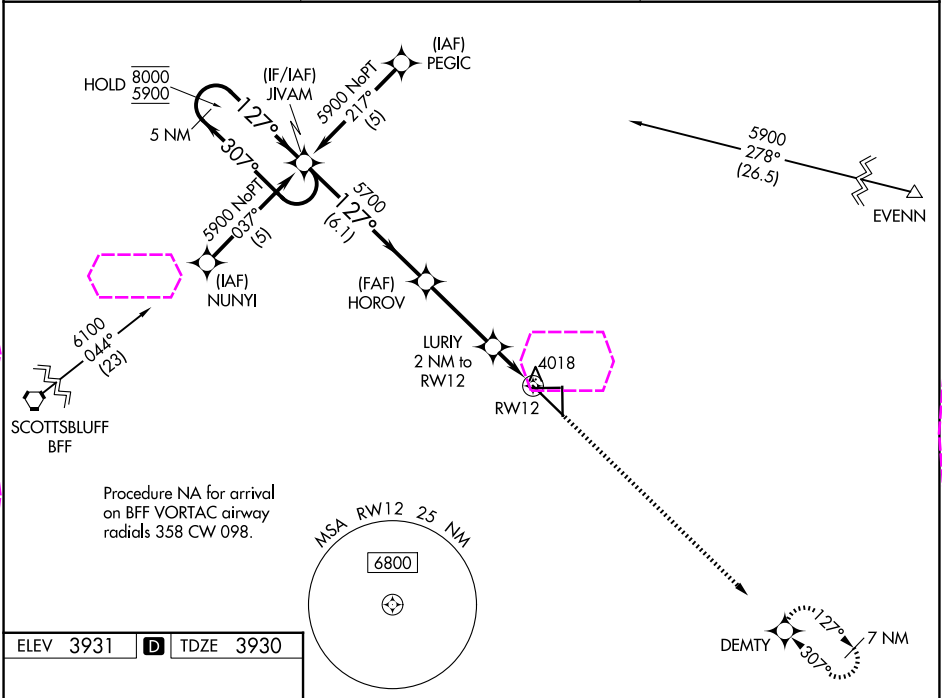 (IAF)
PEGIC
HOLD 8000
5900
(IF/IAF)
JIVAM
5900 NoPT
217°
(5)
127°
5 NM
307°
5900
278°
(26.5)
EVENN
5900 NoPT
037°
(5)
5700
127°
(6.1)
(IAF)
NUNYI
(FAF)
HOROV
6100
044°
(23)
LURIY
2 NM to
RW12
4018
RW12
SCOTTSBLUFF
BFF
Procedure NA for arrival
on BFF VORTAC airway
radials 358 CW 098.
MSA RW12 25 NM
6800
DEMTY
127°
307°
7 NM
ELEV 3931 D TDZE 3930